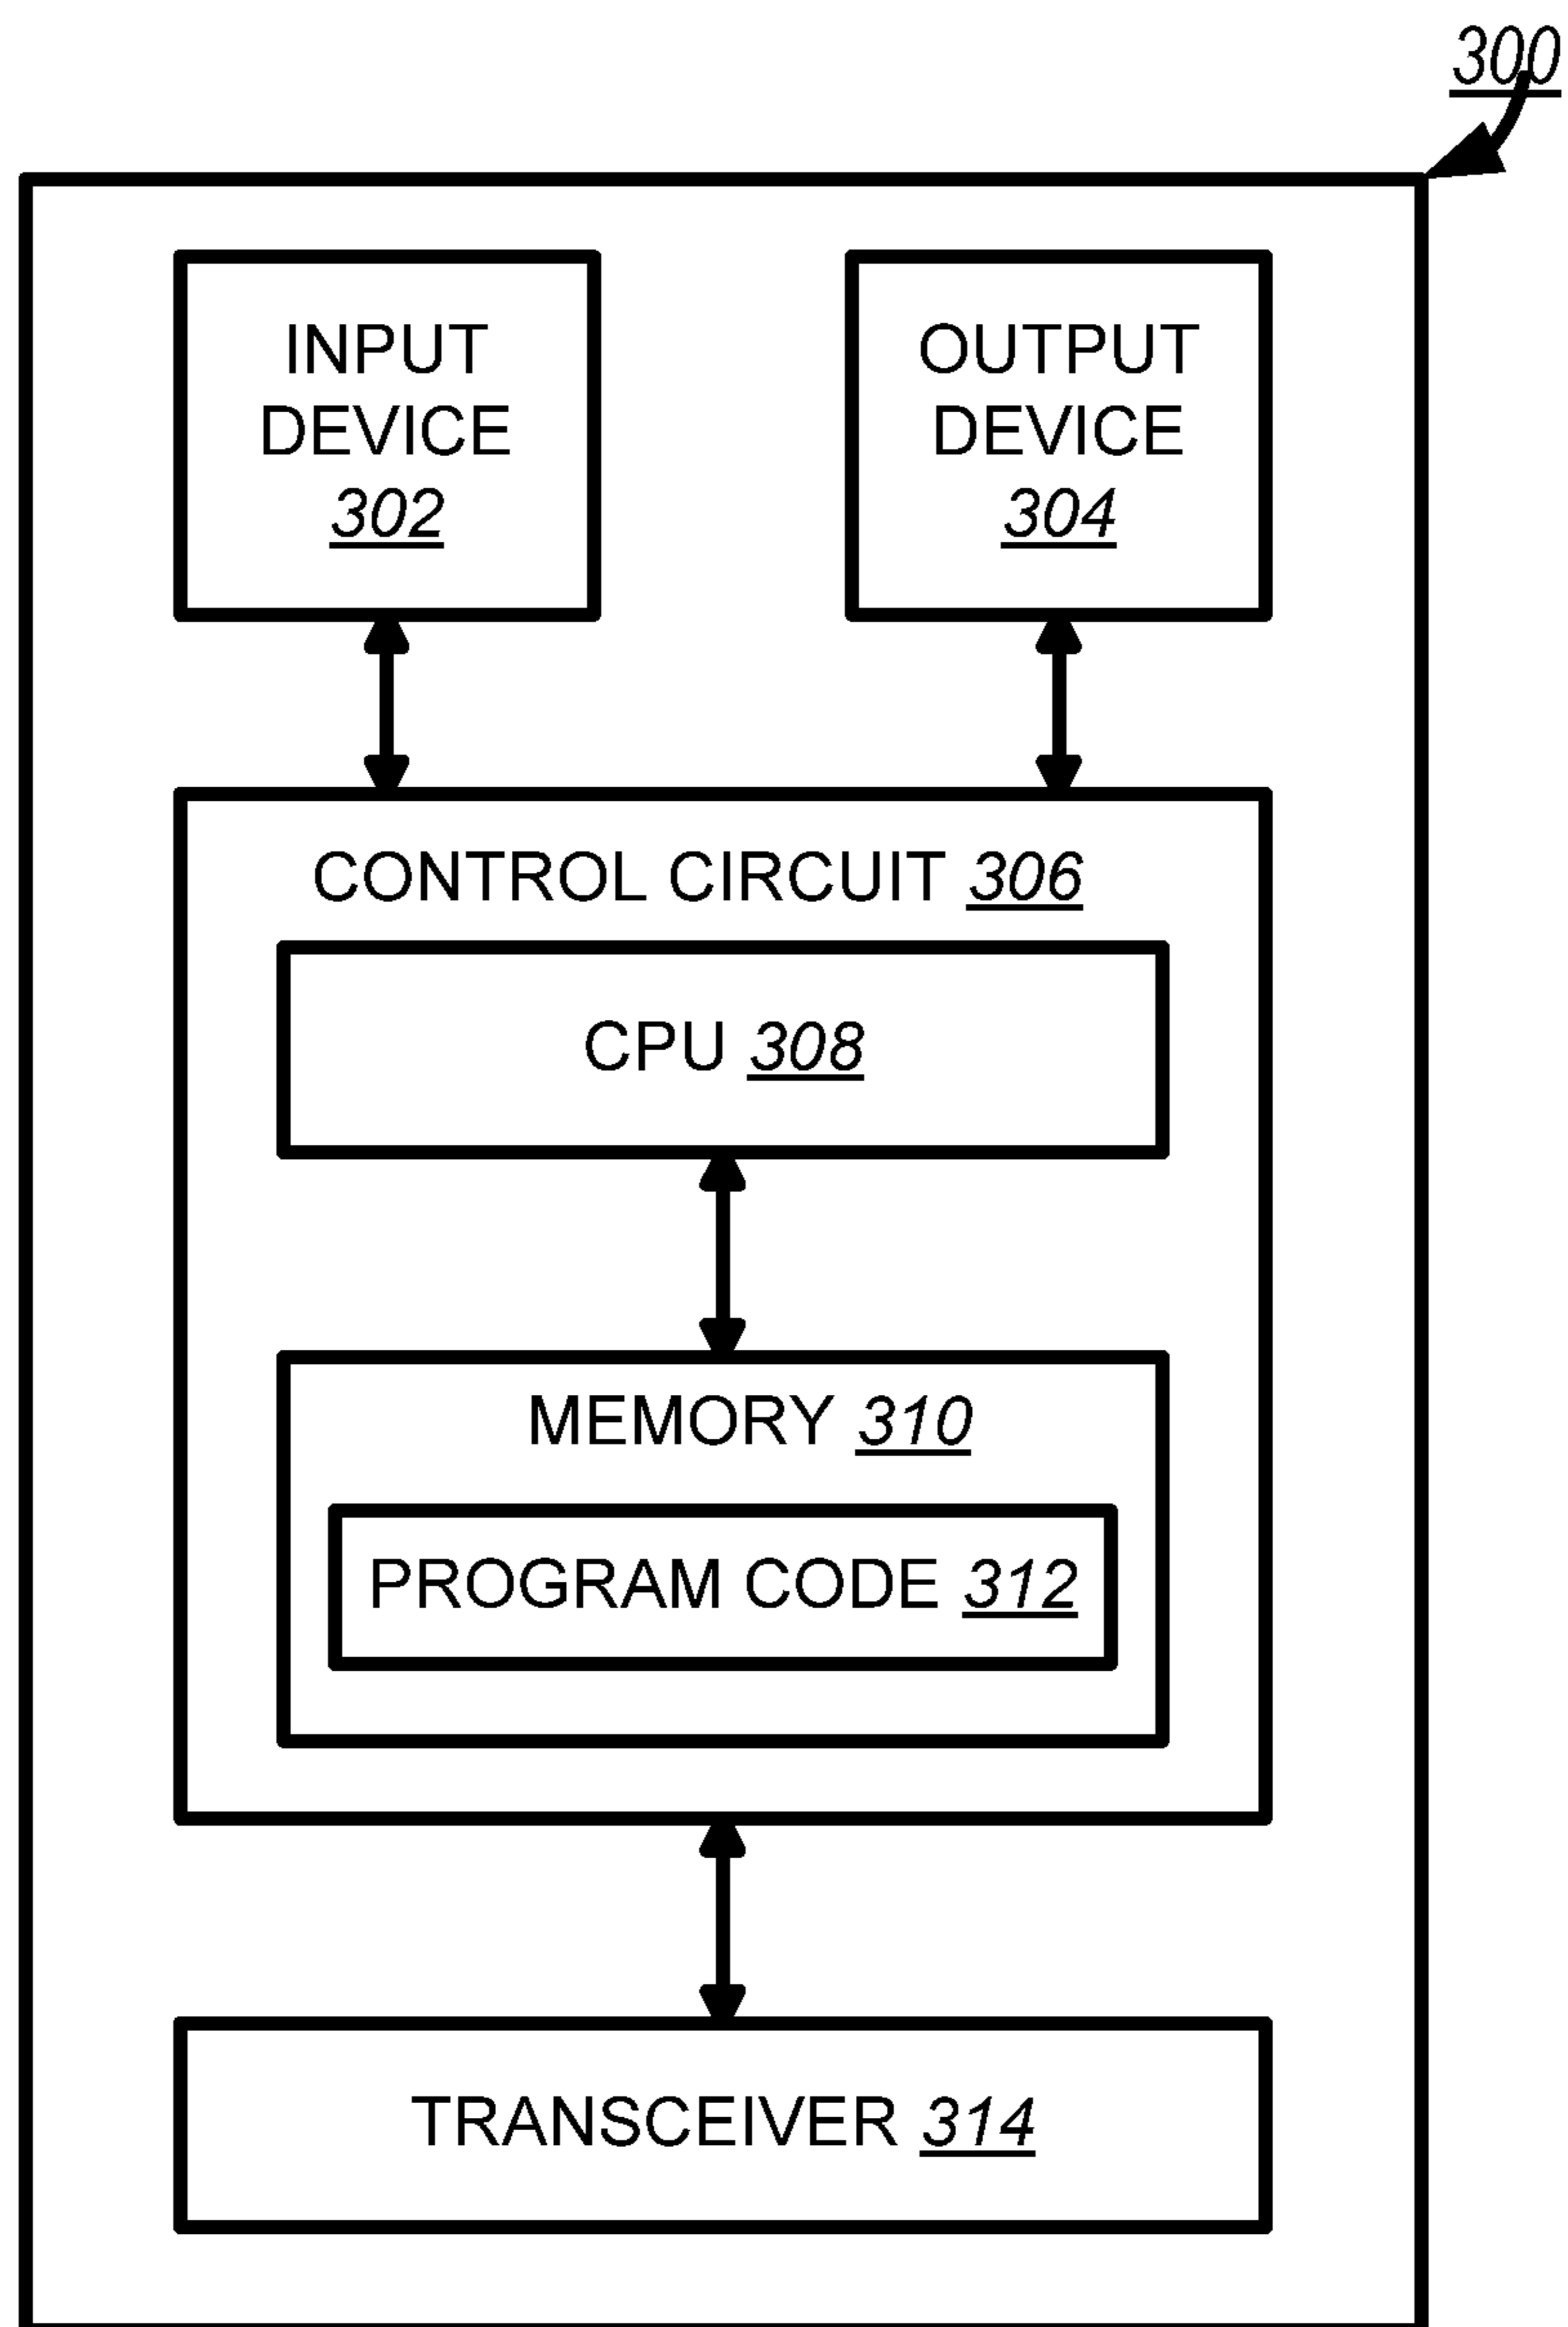 300
INPUT
DEVICE
302
OUTPUT
DEVICE
304
CONTROL CIRCUIT 306
CPU 308
MEMORY 310
PROGRAM CODE 312
TRANSCEIVER 314